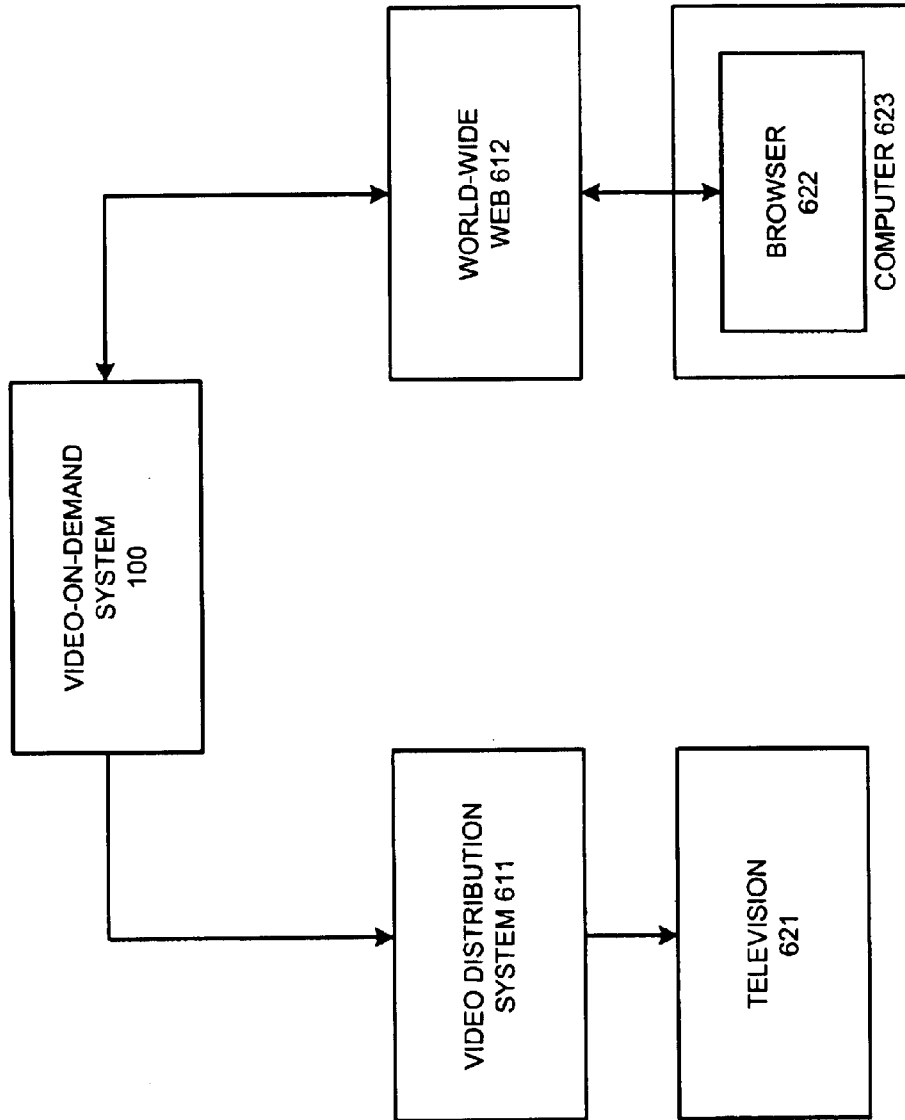 VIDEO-ON-DEMAND
SYSTEM
100
VIDEO DISTRIBUTION
SYSTEM 611
TELEVISION
621
WORLD-WIDE
WEB 612
BROWSER
622
COMPUTER 623